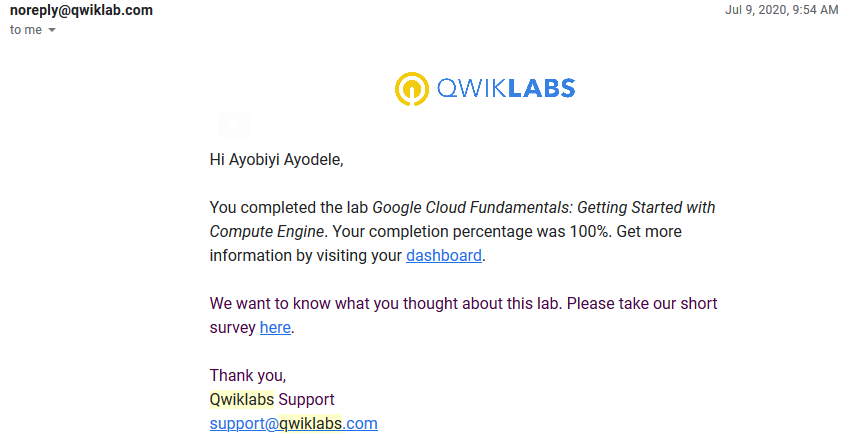 noreply@qwiklab.com
Jul 9, 2020, 9:54 AM
to me
QWIKLABS
Hi Ayobiyi Ayodele,
You completed the lab Google Cloud Fundamentals: Getting Started with
Compute Engine. Your completion percentage was 100%. Get more
information by visiting your dashboard.
We want to know what you thought about this lab. Please take our short
survey here.
Thank you,
Qwiklabs Support
support@qwiklabs.com